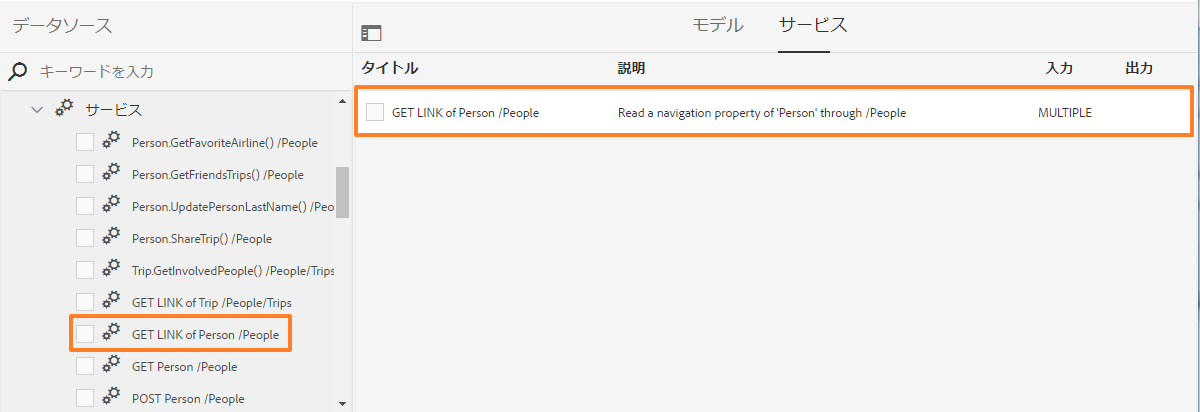 データソース
モデル サービス
キーワードを入力
タイトル 説明 入力 出力
サービス
GET LINK of Person /People Read a navigation property of 'Person' through /People MULTIPLE
Person.GetFavoriteAirline() /People
Person.GetFriendsTrips() /People
Person.UpdatePersonLastName() /Peo
Person.ShareTrip() /People
Trip.GetInvolvedPeople() /People/Trips
GET LINK of Trip /People/Trips
GET LINK of Person /People
GET Person /People
POST Person /People